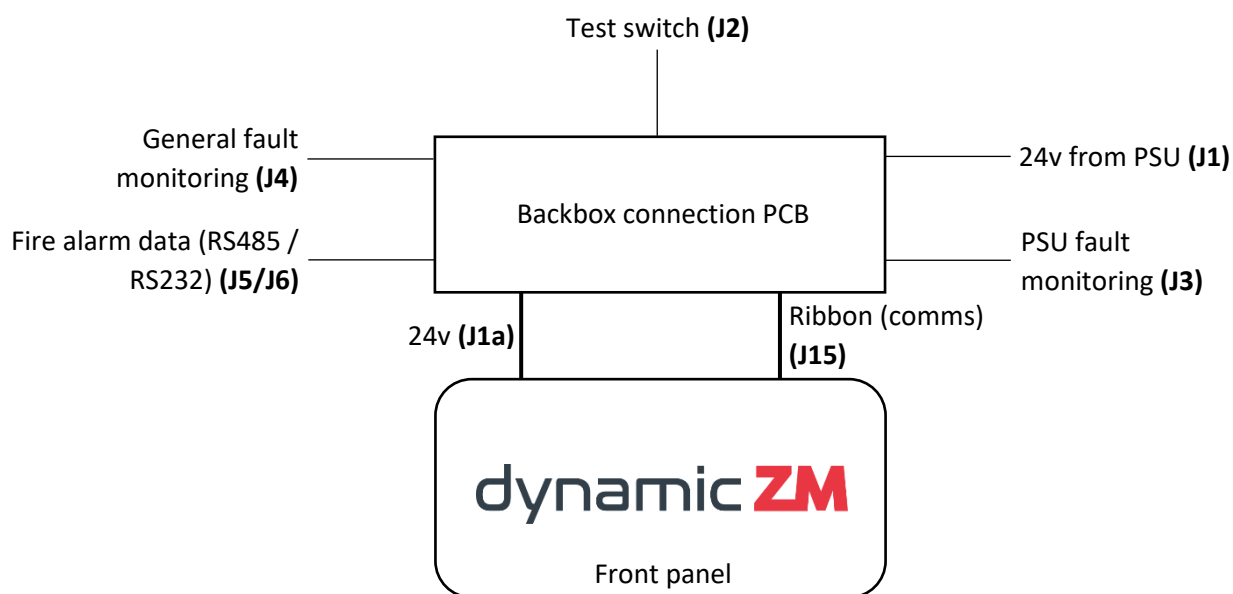 Test switch (J2)
General fault
monitoring (J4)
24v from PSU (J1)
Backbox connection PCB
Fire alarm data (RS485 /
RS232) (J5/J6)
PSU fault
monitoring (J3)
24v (J1a)
Ribbon (comms)
(J15)
dynamic ZM
Front panel